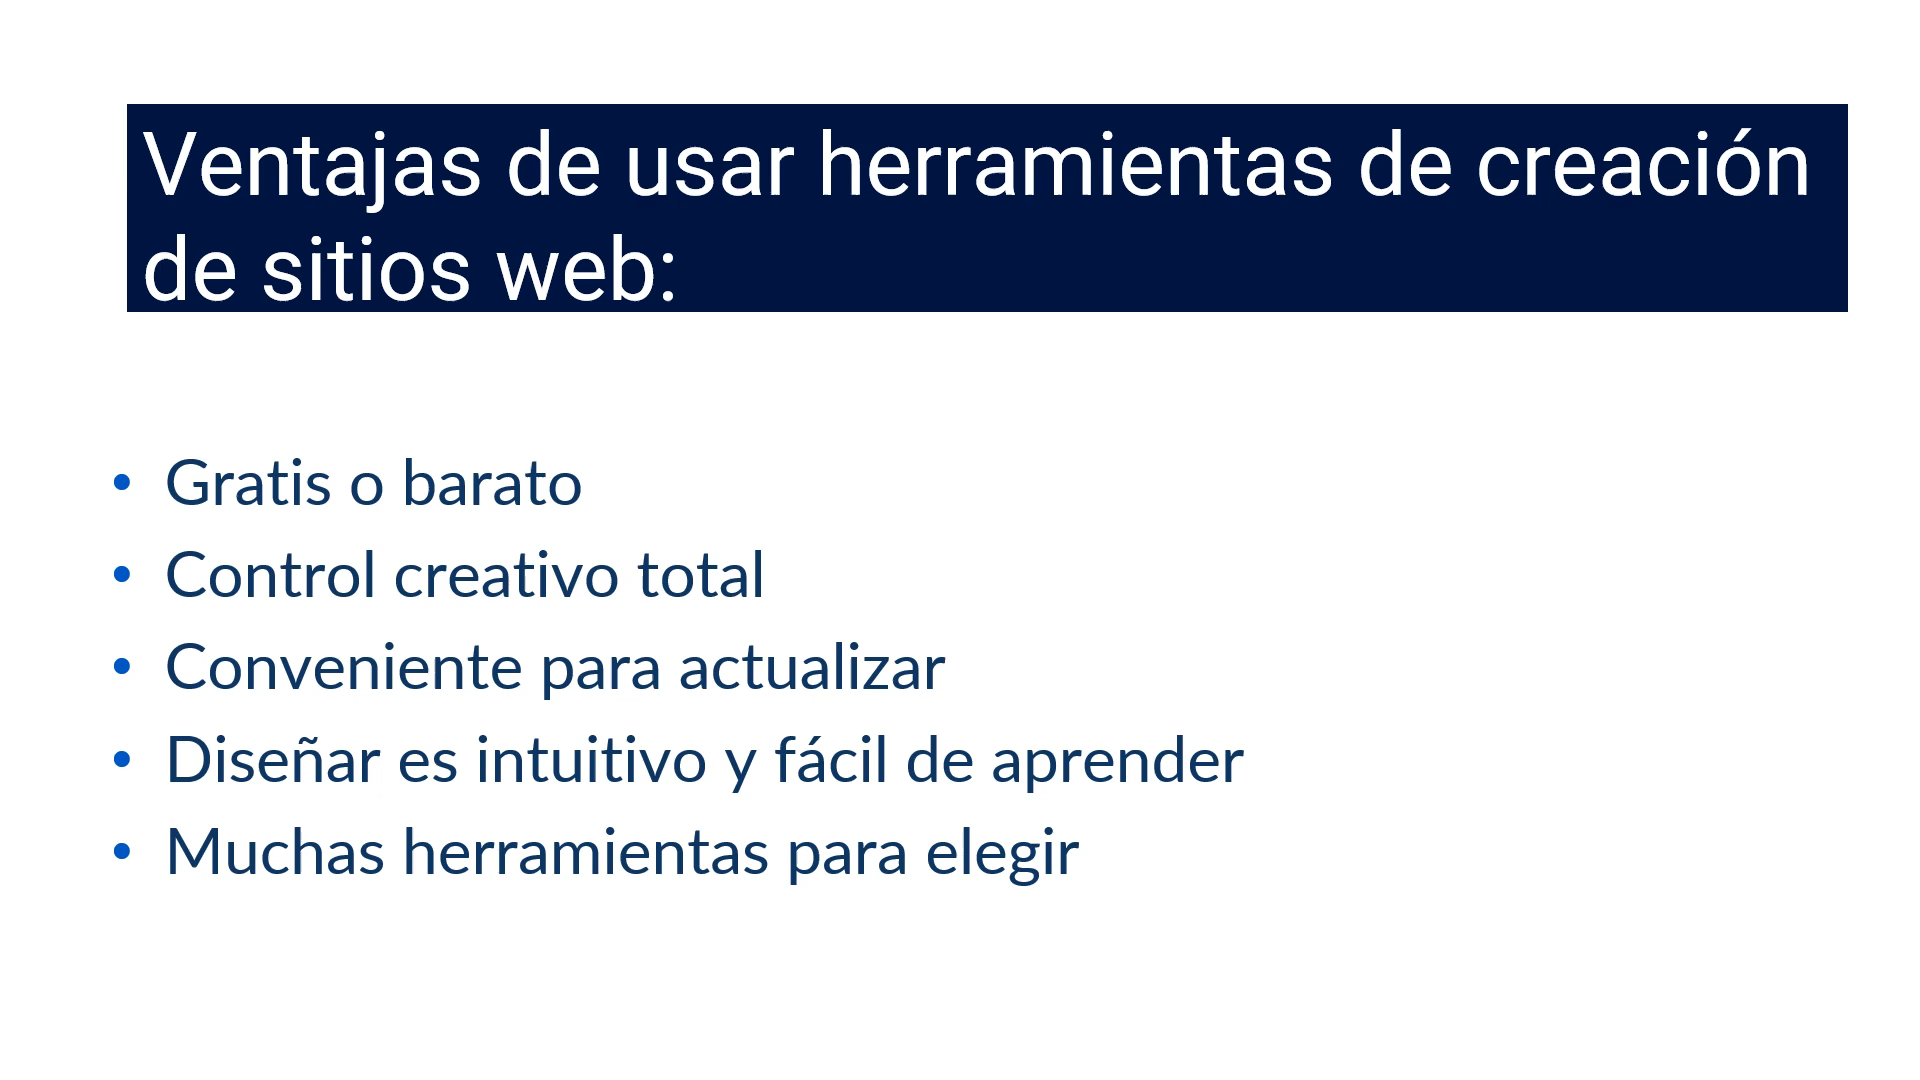 Ventajas de usar herramientas de creación
de sitios web:
• Gratis o barato
• Control creativo total
• Conveniente para actualizar
• Diseñar es intuitivo y fácil de aprender
• Muchas herramientas para elegir